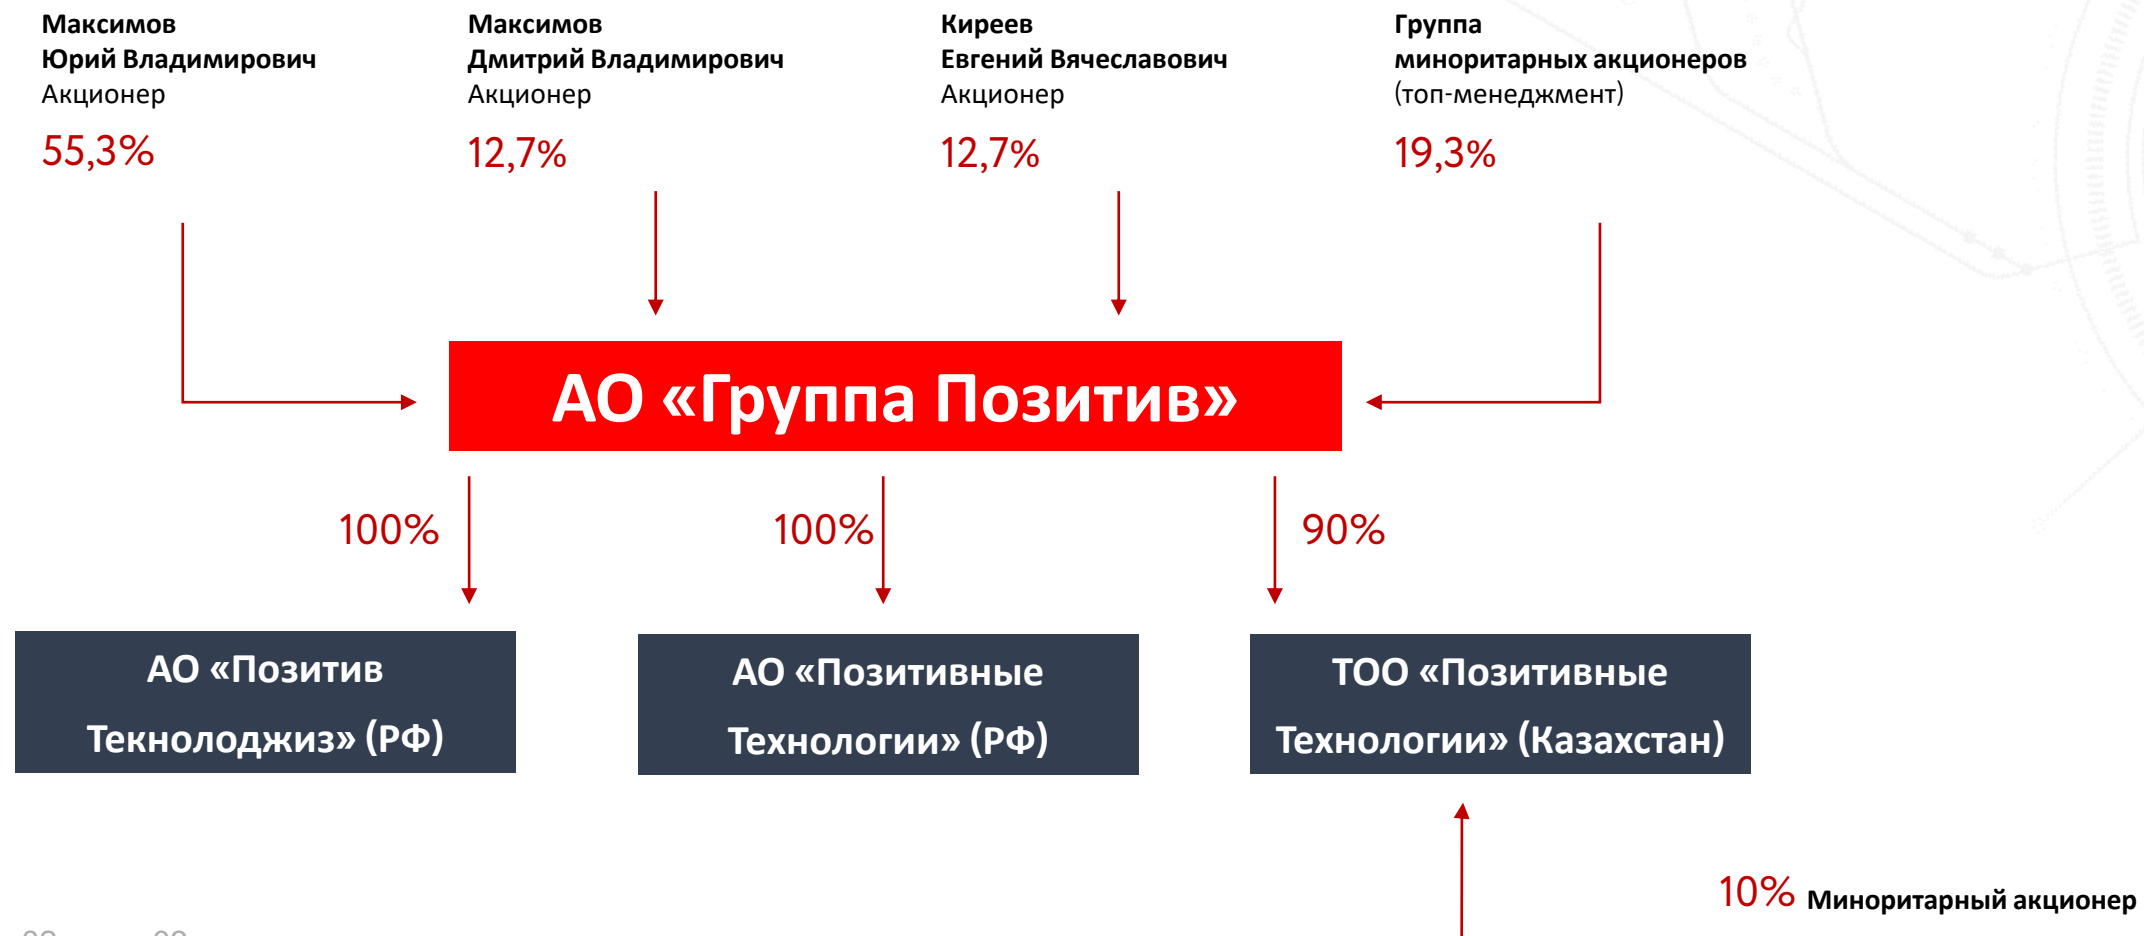 Максимов
Юрий Владимирович
Акционер
55,3%
Максимов
Дмитрий Владимирович
Акционер
12,7%
Киреев
Евгений Вячеславович
Акционер
12,7%
Группа
миноритарных акционеров
(топ-менеджмент)
19,3%
АО «Группа Позитив»
100%
100%
90%
АО «Позитив
Текнолоджиз» (РФ)
АО «Позитивные
Технологии» (РФ)
ТОО «Позитивные
Технологии» (Казахстан)
10% Миноритарный акционер